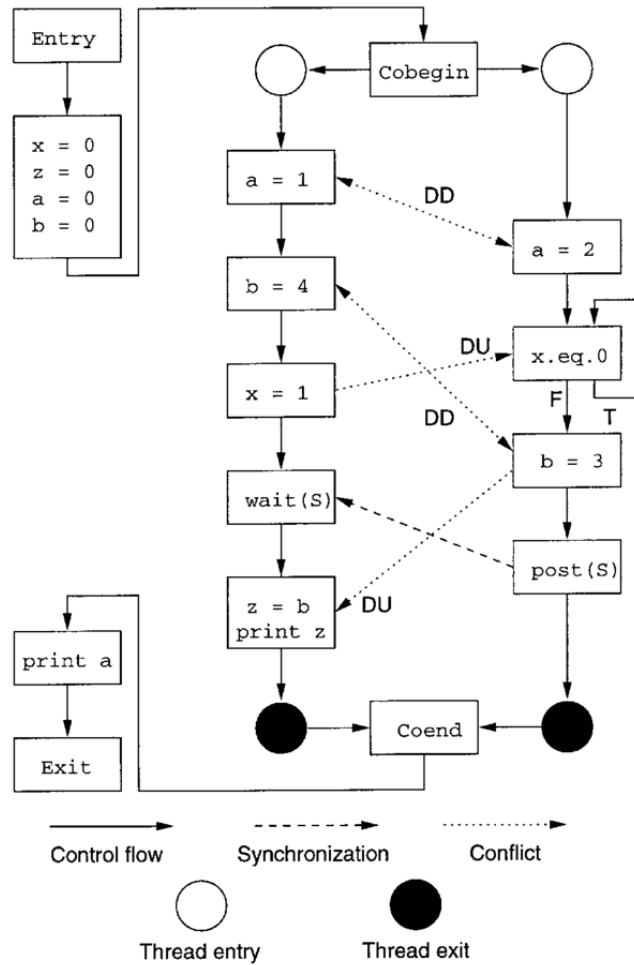 Entry
x = 0
z = 0
a = 0
b = 0
Cobegin
a = 1
DD
a = 2
b = 4
DU
x.eq.0
x = 1
F
T
DD
b = 3
wait(S)
post(S)
z = b
print z
DU
print a
Coend
Exit
Control flow
Synchronization
Conflict
Thread entry
Thread exit